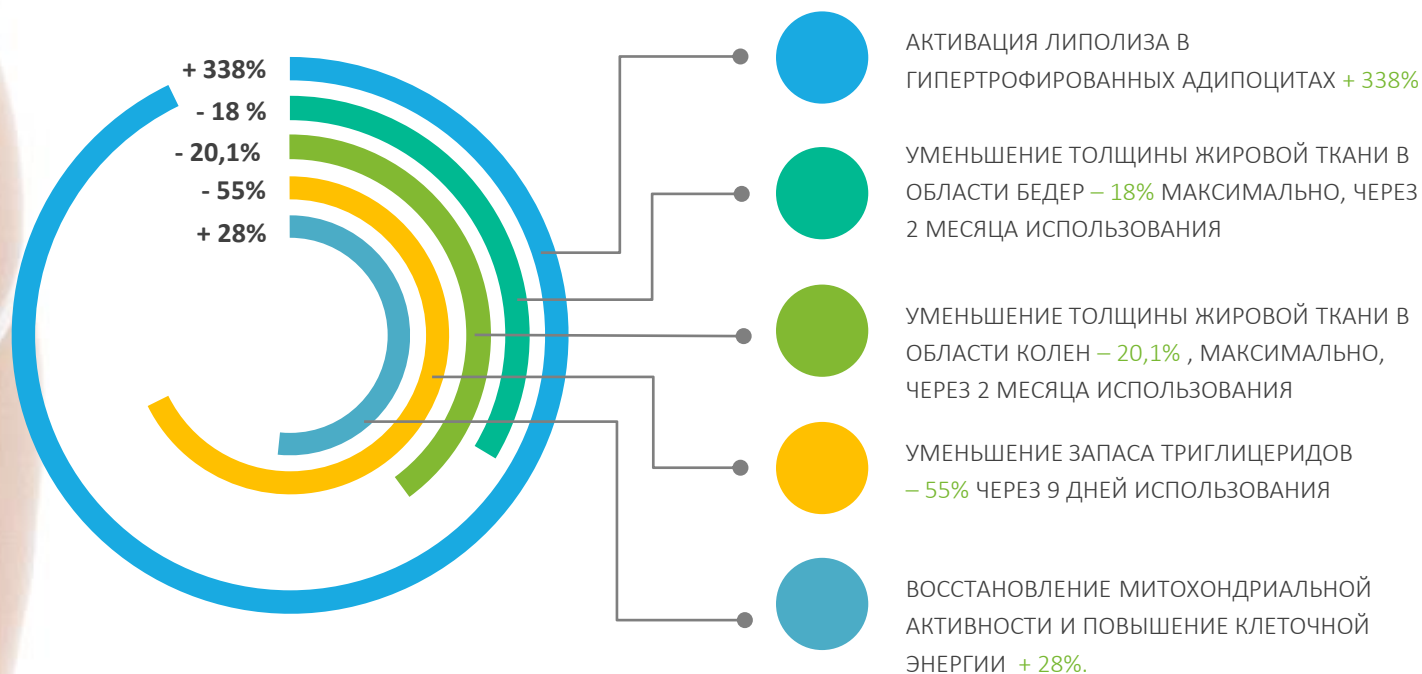 + 338%
- 18 %
- 20,1%
- 55%
+ 28%
АКТИВАЦИЯ ЛИПОЛИЗА В
ГИПЕРТРОФИРОВАННЫХ АДИПОЦИТАХ + 338%
УМЕНЬШЕНИЕ ТОЛЩИНЫ ЖИРОВОЙ ТКАНИ В
ОБЛАСТИ БЕДЕР – 18% МАКСИМАЛЬНО, ЧЕРЕЗ
2 МЕСЯЦА ИСПОЛЬЗОВАНИЯ
УМЕНЬШЕНИЕ ТОЛЩИНЫ ЖИРОВОЙ ТКАНИ В
ОБЛАСТИ КОЛЕН – 20,1% , МАКСИМАЛЬНО,
ЧЕРЕЗ 2 МЕСЯЦА ИСПОЛЬЗОВАНИЯ
УМЕНЬШЕНИЕ ЗАПАСА ТРИГЛИЦЕРИДОВ
– 55% ЧЕРЕЗ 9 ДНЕЙ ИСПОЛЬЗОВАНИЯ
ВОССТАНОВЛЕНИЕ МИТОХОНДРИАЛЬНОЙ
АКТИВНОСТИ И ПОВЫШЕНИЕ КЛЕТОЧНОЙ
ЭНЕРГИИ + 28%.